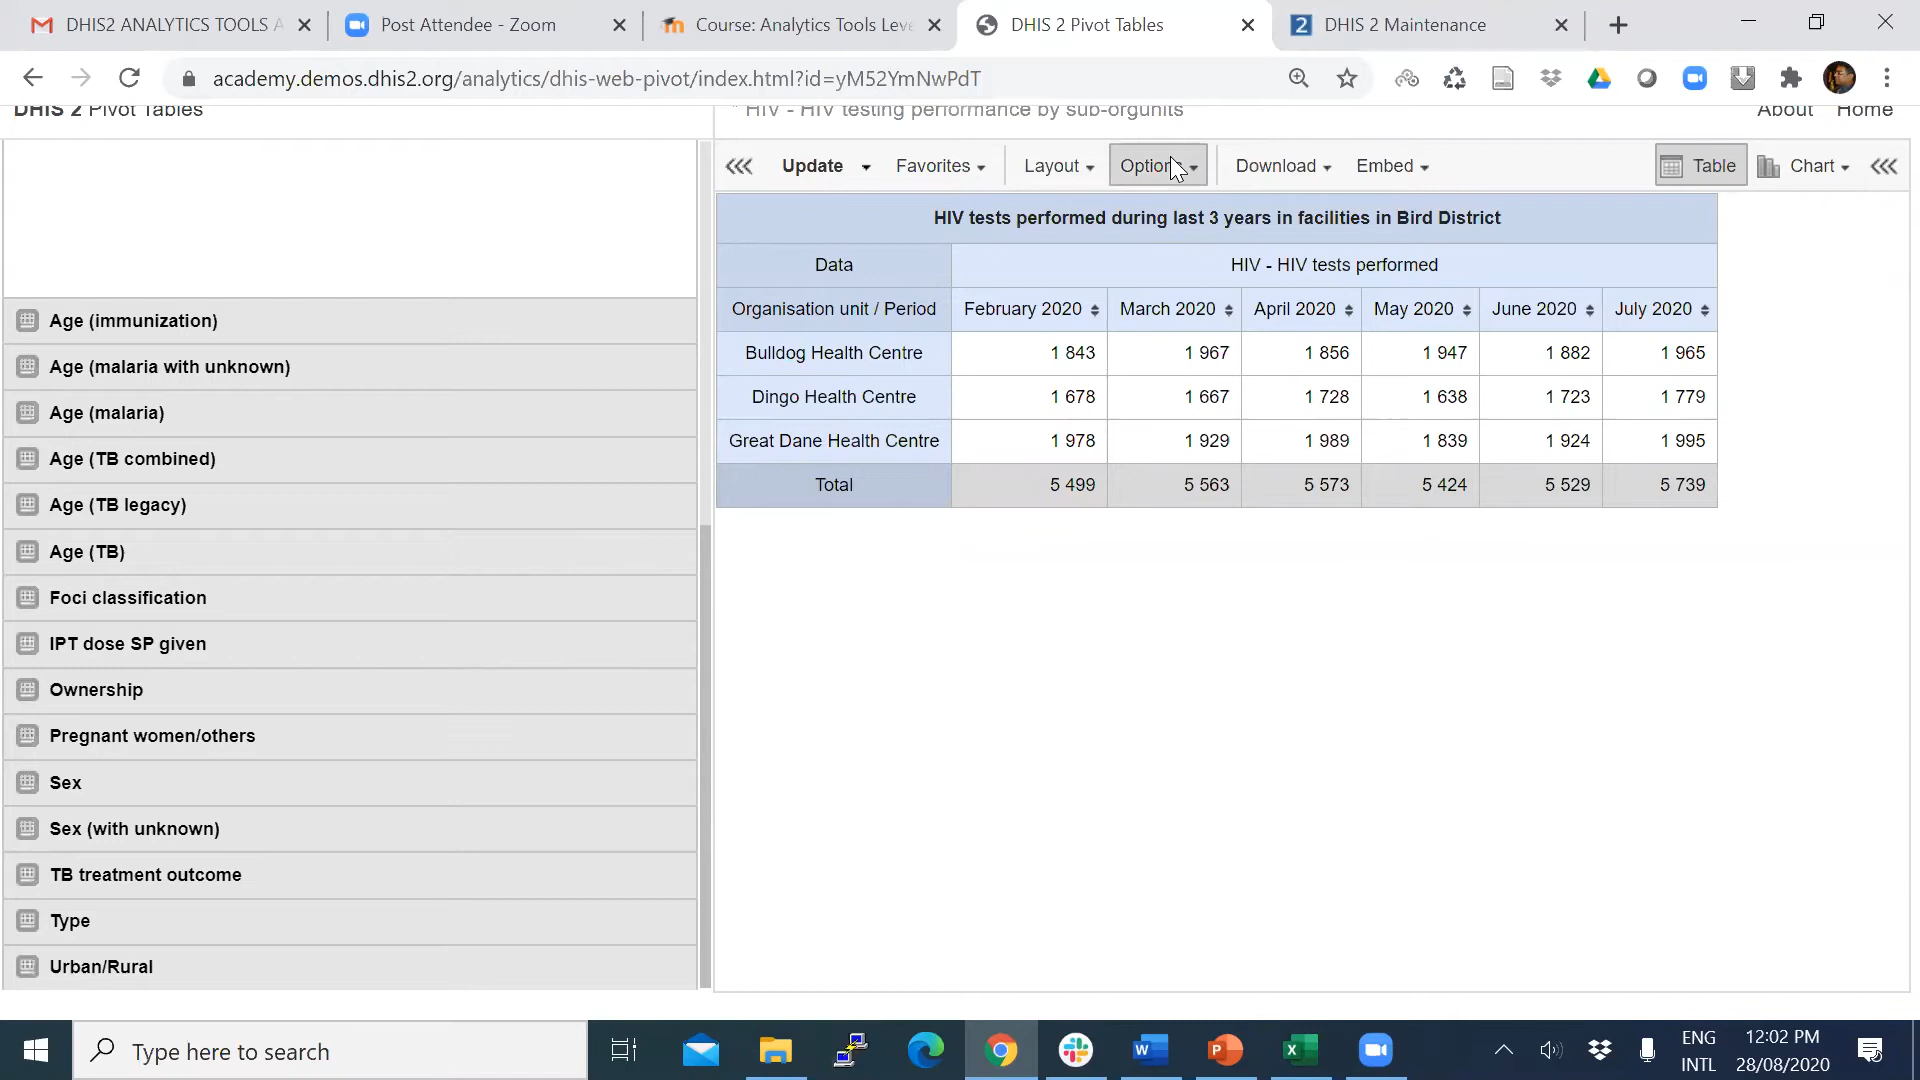 DHIS2 ANALYTICS TOOLS A
Post Attendee - Zoom
Course: Analytics Tools Leve
DHIS 2 Pivot Tables
DHIS 2 Maintenance
academy.demos.dhis2.org/analytics/dhis-web-pivot/index.html?id=yM52YmNwPdT
DHIS 2 Pivot Tables
* HIV - HIV testing performance by sub-orgunits
About Home
Update Favorites Layout Options Download Embed Table Chart
HIV tests performed during last 3 years in facilities in Bird District
Data HIV - HIV tests performed
Organisation unit / Period February 2020 March 2020 April 2020 May 2020 June 2020 July 2020
Bulldog Health Centre 1 843 1 967 1 856 1 947 1 882 1 965
Dingo Health Centre 1 678 1 667 1 728 1 638 1 723 1 779
Great Dane Health Centre 1 978 1 929 1 989 1 839 1 924 1 995
Total 5 499 5 563 5 573 5 424 5 529 5 739
Age (immunization)
Age (malaria with unknown)
Age (malaria)
Age (TB combined)
Age (TB legacy)
Age (TB)
Foci classification
IPT dose SP given
Ownership
Pregnant women/others
Sex
Sex (with unknown)
TB treatment outcome
Type
Urban/Rural
Type here to search
ENG
INTL
12:02 PM
28/08/2020